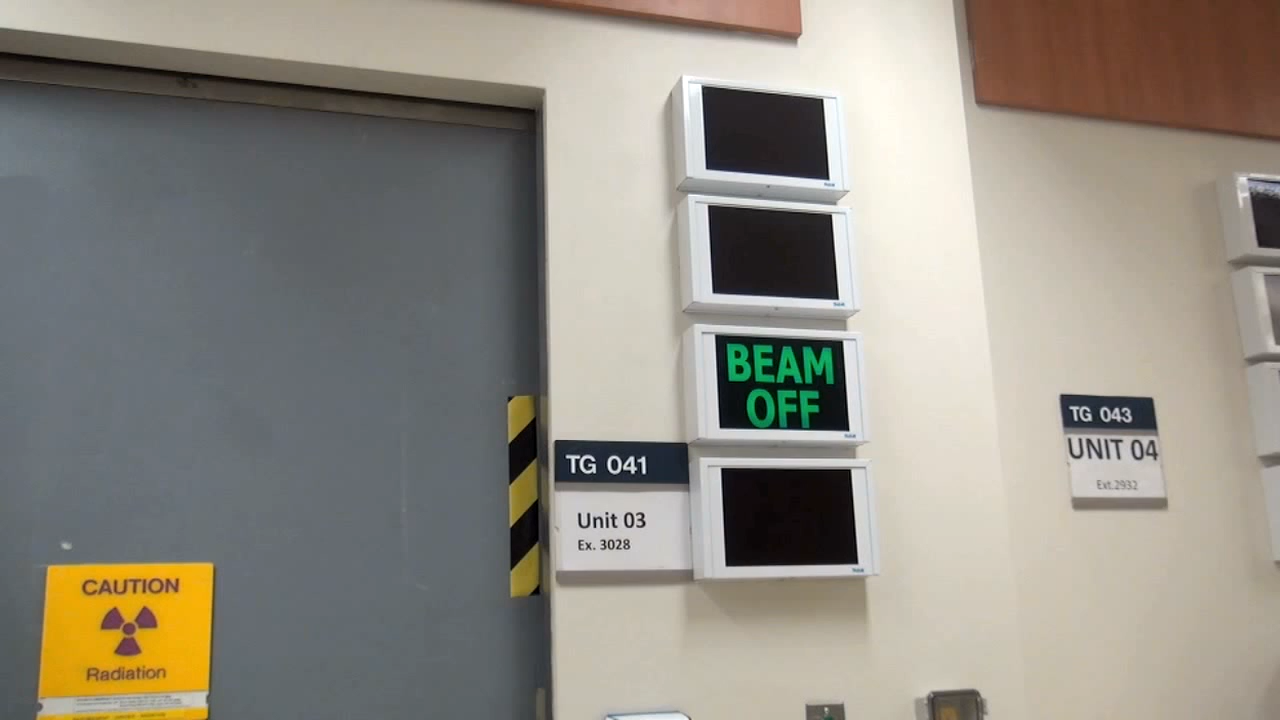 BEAM
OFF
TG 041
Unit 03
Ex. 3028
TG 043
UNIT 04
Ext.2932
CAUTION
Radiation